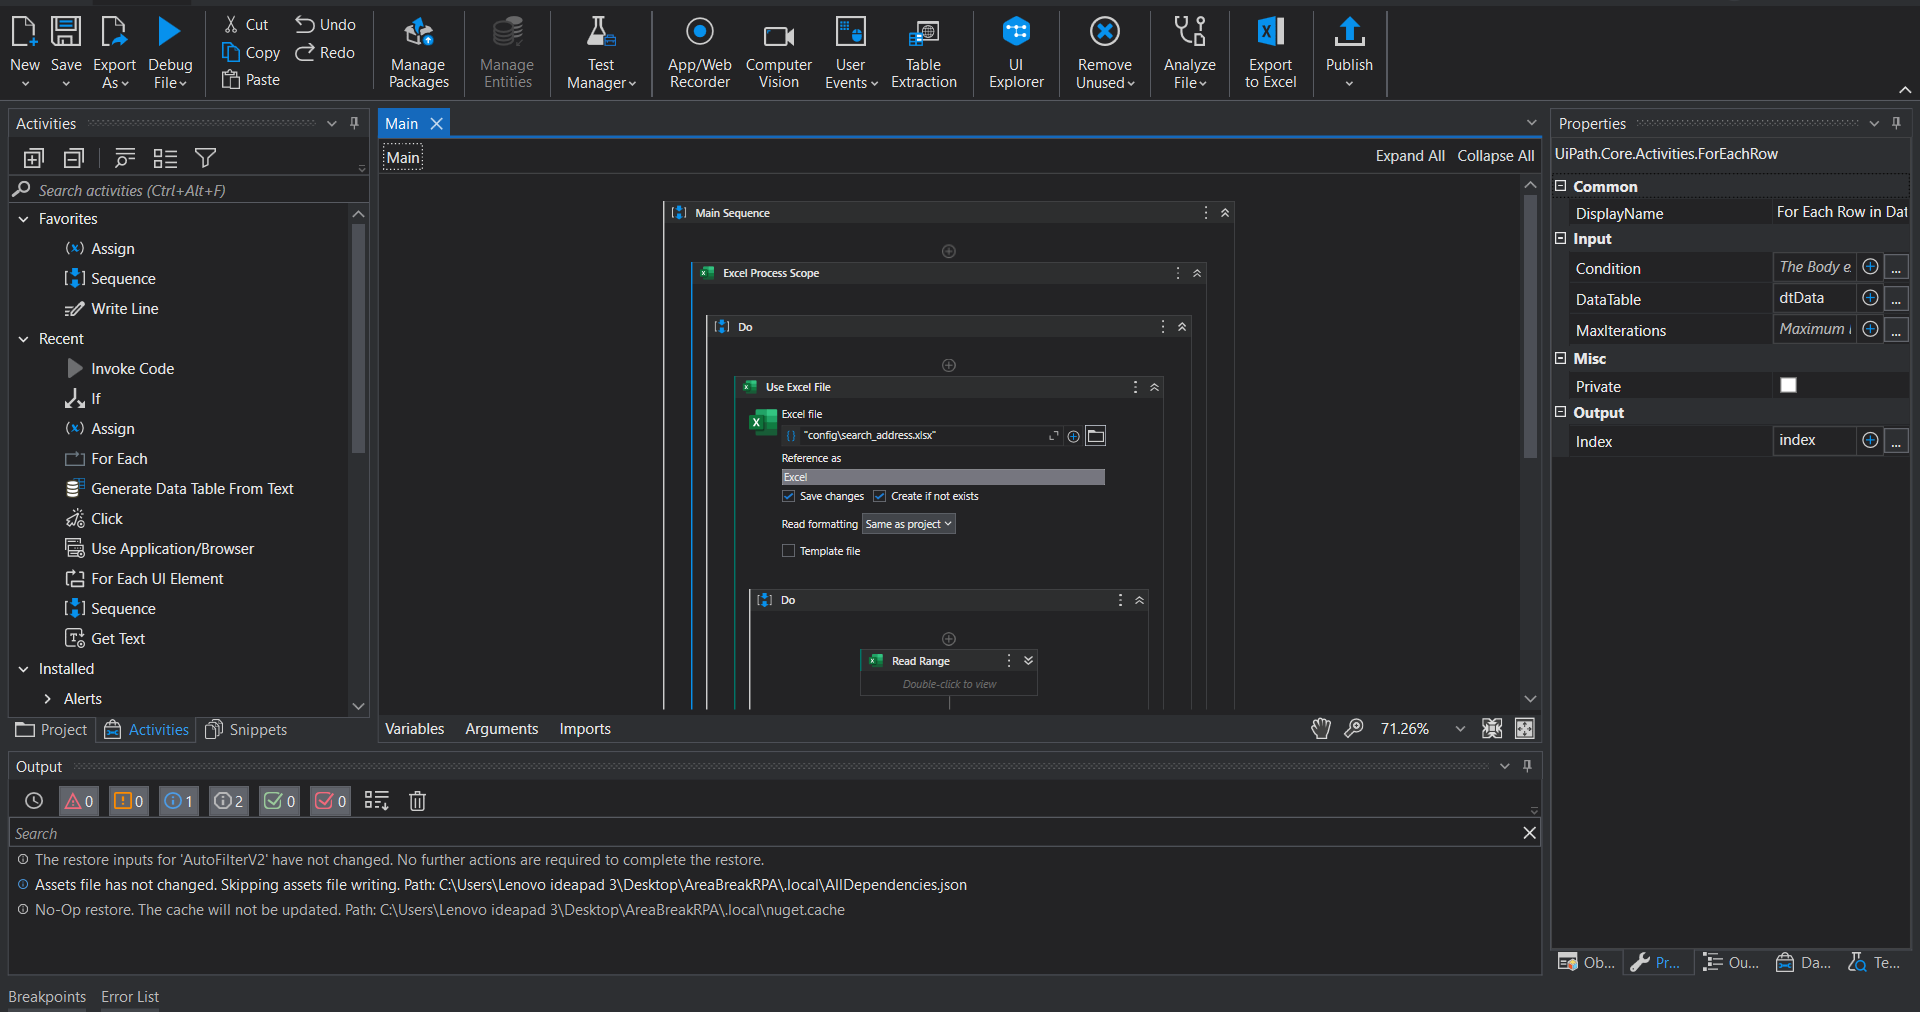 New
Save
Export As
Debug File
Cut
Copy
Paste
Undo
Redo
Manage Packages
Manage Entities
Test Manager
App/Web Recorder
Computer Vision
User Events
Table Extraction
UI Explorer
Remove Unused
Analyze File
Export to Excel
Publish
Activities
Search activities (Ctrl+Alt+F)
Favorites
Assign
Sequence
Write Line
Recent
Invoke Code
If
Assign
For Each
Generate Data Table From Text
Click
Use Application/Browser
For Each UI Element
Sequence
Get Text
Installed
Alerts
Project
Activities
Snippets
Main
Main
Expand All Collapse All
Main Sequence
Excel Process Scope
Do
Use Excel File
Excel file
"config\search_address.xlsx"
Reference as
Excel
Save changes Create if not exists
Read formatting Same as project
Template file
Do
Read Range
Double-click to view
Variables Arguments Imports
71.26%
Properties
UiPath.Core.Activities.ForEachRow
Common
DisplayName For Each Row in Dat
Input
Condition The Body e
DataTable dtData ...
MaxIterations Maximum ...
Misc
Private
Output
Index index ...
Ob...
Pr...
Ou...
Da...
Te...
Output
0 0 1 2 0 0
Search
The restore inputs for 'AutoFilterV2' have not changed. No further actions are required to complete the restore.
Assets file has not changed. Skipping assets file writing. Path: C:\Users\Lenovo ideapad 3\Desktop\AreaBreakRPA\.local\AllDependencies.json
No-Op restore. The cache will not be updated. Path: C:\Users\Lenovo ideapad 3\Desktop\AreaBreakRPA\.local\nuget.cache
Breakpoints Error List